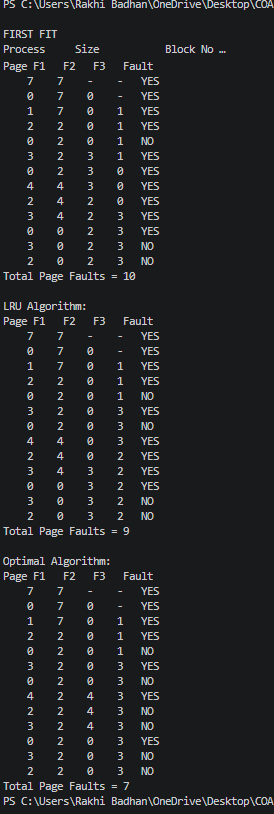 PS C:\Users\Rakhi Badhan\OneDrive\Desktop\COA
FIRST FIT
Process Size Block No …
Page F1 F2 F3 Fault
7 7 - - YES
0 7 0 - YES
1 7 0 1 YES
2 2 0 1 YES
0 2 0 1 NO
3 2 3 1 YES
0 2 3 0 YES
4 4 3 0 YES
2 4 2 0 YES
3 4 2 3 YES
0 0 2 3 YES
3 0 2 3 NO
2 0 2 3 NO
Total Page Faults = 10
LRU Algorithm:
Page F1 F2 F3 Fault
7 7 - - YES
0 7 0 - YES
1 7 0 1 YES
2 2 0 1 YES
0 2 0 1 NO
3 2 0 3 YES
0 2 0 3 NO
4 4 0 3 YES
2 4 0 2 YES
3 4 3 2 YES
0 0 3 2 YES
3 0 3 2 NO
2 0 3 2 NO
Total Page Faults = 9
Optimal Algorithm:
Page F1 F2 F3 Fault
7 7 - - YES
0 7 0 - YES
1 7 0 1 YES
2 2 0 1 YES
0 2 0 1 NO
3 2 0 3 YES
0 2 0 3 NO
4 2 4 3 YES
2 2 4 3 NO
3 2 4 3 NO
0 2 0 3 YES
3 2 0 3 NO
2 2 0 3 NO
Total Page Faults = 7
PS C:\Users\Rakhi Badhan\OneDrive\Desktop\COA